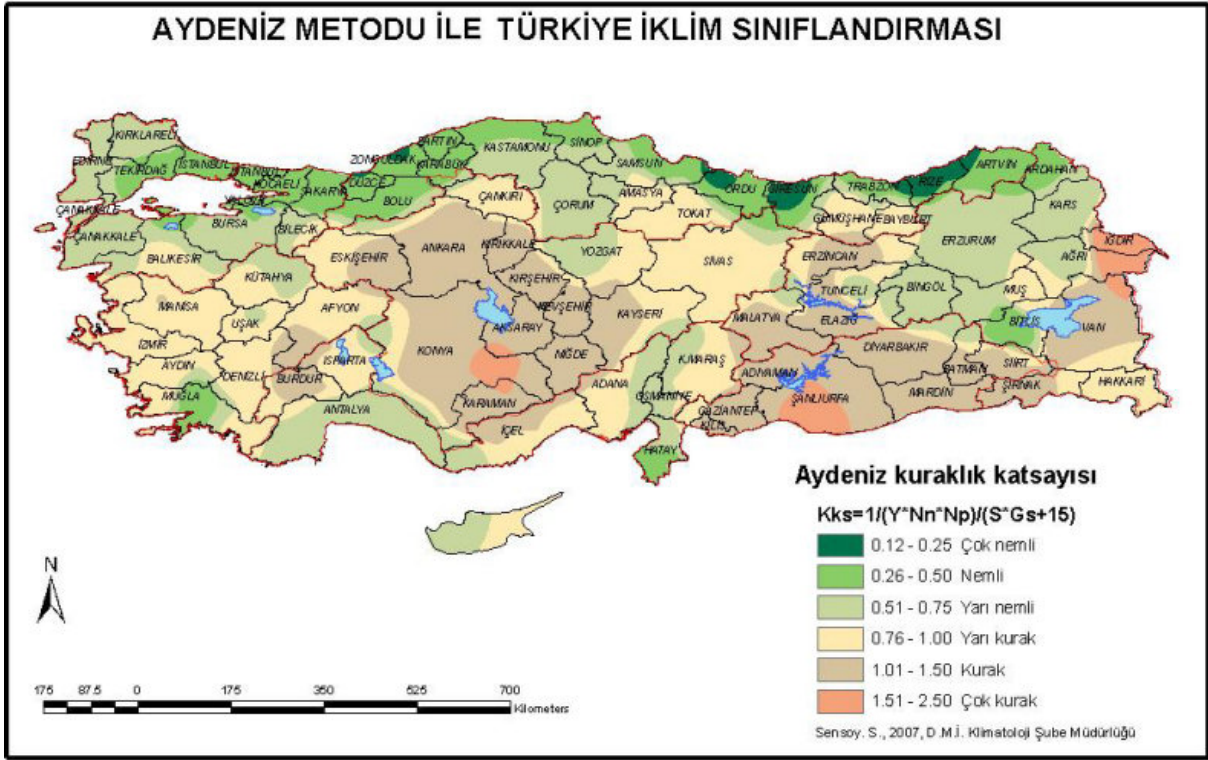 AYDENİZ METODU İLE TÜRKİYE İKLİM SINIFLANDIRMASI
KIRKLARELİ
EDİRNE
TEKİRDAĞ
İSTANBUL
İSTANBUL
KOCAELİ
YALOVA
SAKARYA
DÜZCE
ZONGULDAK
BARTIN
KARABÜK
BOLU
KASTAMONU
SİNOP
SAMSUN
ORDU
GİRESUN
TRABZON
RİZE
ARTVİN
ARDAHAN
ÇANAKKALE
ÇANAKKALE
BURSA
BİLECİK
BALIKESİR
KÜTAHYA
ESKİŞEHİR
ANKARA
ÇANKIRI
ÇORUM
AMASYA
TOKAT
GÜMÜŞHANE
BAYBURT
ERZURUM
KARS
IĞDIR
AĞRI
KIRIKKALE
YOZGAT
SİVAS
ERZİNCAN
TUNCELİ
BİNGÖL
MUŞ
KIRŞEHİR
NEVŞEHİR
KAYSERİ
MALATYA
ELAZIĞ
BİTLİS
VAN
MANİSA
UŞAK
AFYON
İZMİR
AYDIN
DENİZLİ
ISPARTA
BURDUR
KONYA
AKSARAY
NİĞDE
ADANA
K.MARAŞ
ADIYAMAN
DİYARBAKIR
BATMAN
SİİRT
ŞIRNAK
HAKKARİ
MUĞLA
ANTALYA
KARAMAN
İÇEL
OSMANİYE
GAZİANTEP
KİLİS
ŞANLIURFA
MARDİN
HATAY
Aydeniz kuraklık katsayısı
Kks=1/(Y*Nn*Np)/(S*Gs+15)
0.12 - 0.25 Çok nemli
0.26 - 0.50 Nemli
0.51 - 0.75 Yarı nemli
0.76 - 1.00 Yarı kurak
1.01 - 1.50 Kurak
1.51 - 2.50 Çok kurak
N
175 87.5 0 175 350 525 700
Kilometers
Sensoy. S., 2007, D.M.İ. Klimatoloji Şube Müdürlüğü